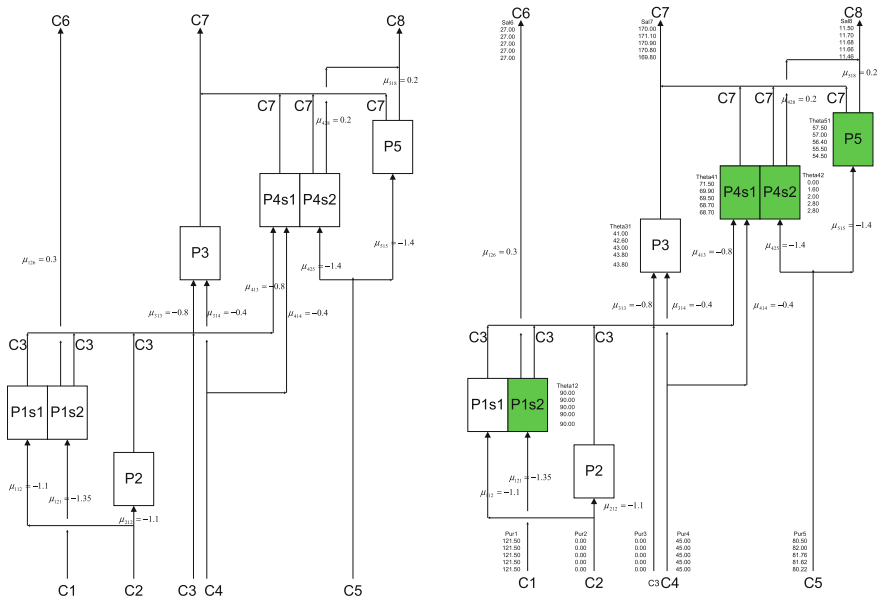 C6
C7
C8
μ518 = 0.2
C7
C7
C7
μ428 = 0.2
P5
P4s1
P4s2
P3
μ515 = −1.4
μ126 = 0.3
μ425 = −1.4
μ413 = −0.8
μ313 = −0.8
μ314 = −0.4
μ414 = −0.4
C3
C3
C3
P1s1
P1s2
P2
μ112 = −1.1
μ121 = −1.35
μ212 = −1.1
C1
C2
C3
C4
C5
C6
Sal6
27.00
27.00
27.00
27.00
27.00
C7
Sal7
170.00
171.10
170.90
170.80
169.80
C8
Sal8
11.50
11.70
11.68
11.66
11.46
μ518 = 0.2
C7
C7
C7
μ428 = 0.2
Theta51
57.50
57.00
56.40
55.50
54.50
P5
Theta41
71.50
69.90
69.50
68.70
68.70
P4s1
P4s2
Theta42
0.00
1.60
2.00
2.80
2.80
Theta31
41.00
42.60
43.00
43.80
43.80
P3
μ515 = −1.4
μ126 = 0.3
μ413 = −0.8
μ425 = −1.4
μ313 = −0.8
μ314 = −0.4
μ414 = −0.4
C3
C3
C3
P1s1
P1s2
Theta12
90.00
90.00
90.00
90.00
90.00
P2
μ121 = −1.35
μ112 = −1.1
μ212 = −1.1
Pur1
121.50
121.50
121.50
121.50
121.50
Pur2
0.00
0.00
0.00
0.00
0.00
Pur3
0.00
0.00
0.00
0.00
0.00
Pur4
45.00
45.00
45.00
45.00
45.00
Pur5
80.50
82.00
81.76
81.62
80.22
C1
C2
C3
C4
C5